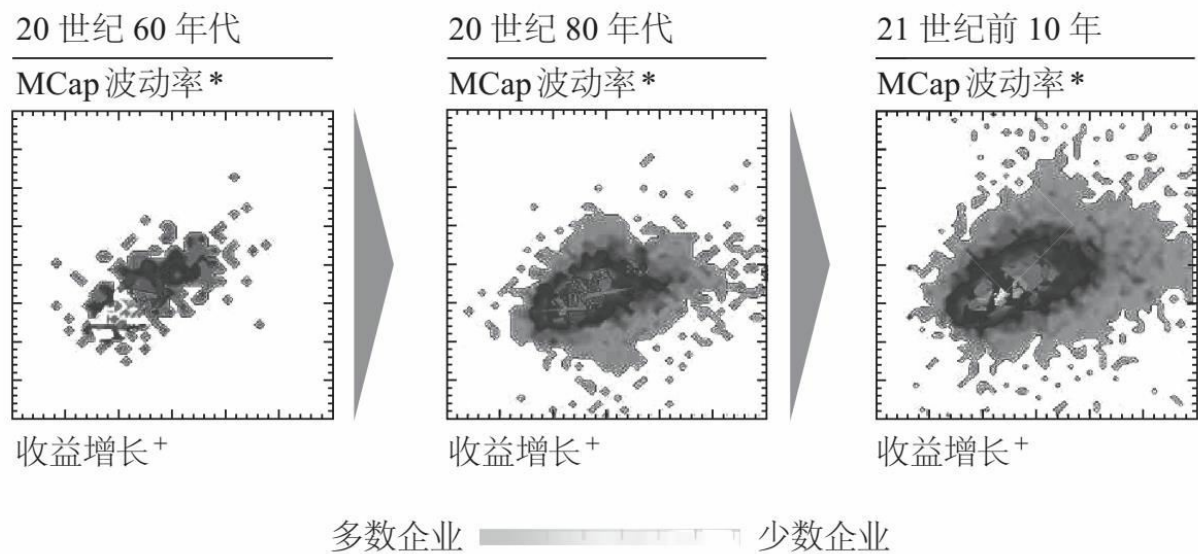 20 世纪 60 年代
MCap 波动率*
收益增长+
20 世纪 80 年代
MCap 波动率*
收益增长+
21 世纪前 10 年
MCap 波动率*
收益增长+
多数企业
少数企业